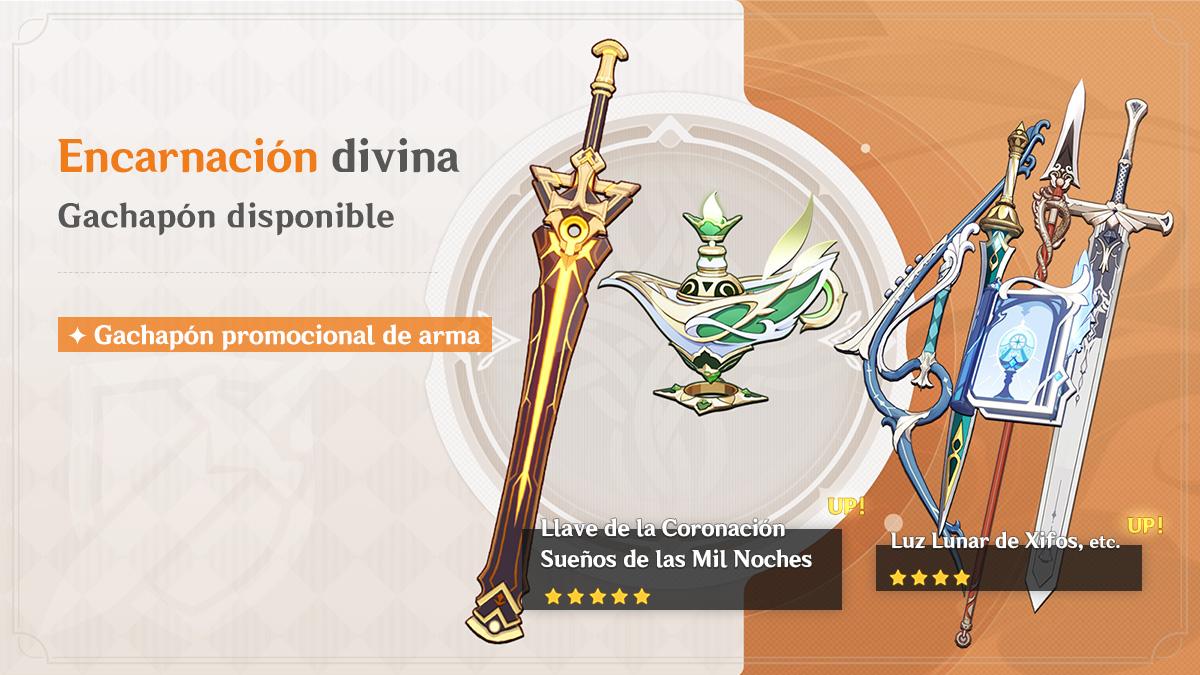 Encarnación divina
Gachapón disponible
✦ Gachapón promocional de arma
UP!
Llave de la Coronación
Sueños de las Mil Noches
UP!
Luz Lunar de Xifos, etc.